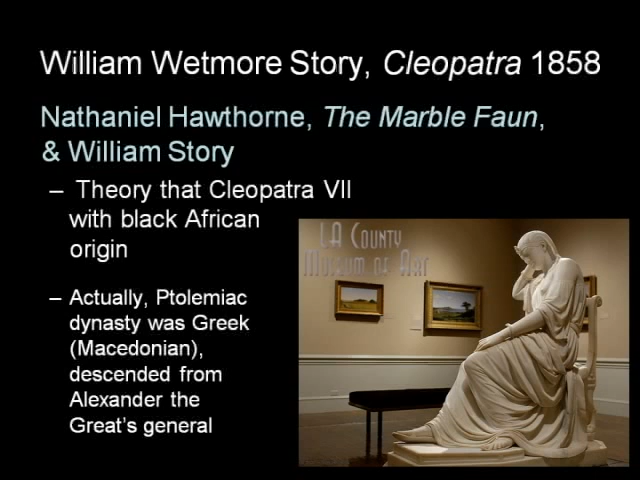 William Wetmore Story, Cleopatra 1858
Nathaniel Hawthorne, The Marble Faun,
& William Story
– Theory that Cleopatra VII
with black African
origin
– Actually, Ptolemiac
dynasty was Greek
(Macedonian),
descended from
Alexander the
Great's general
LA County
Museum of Art